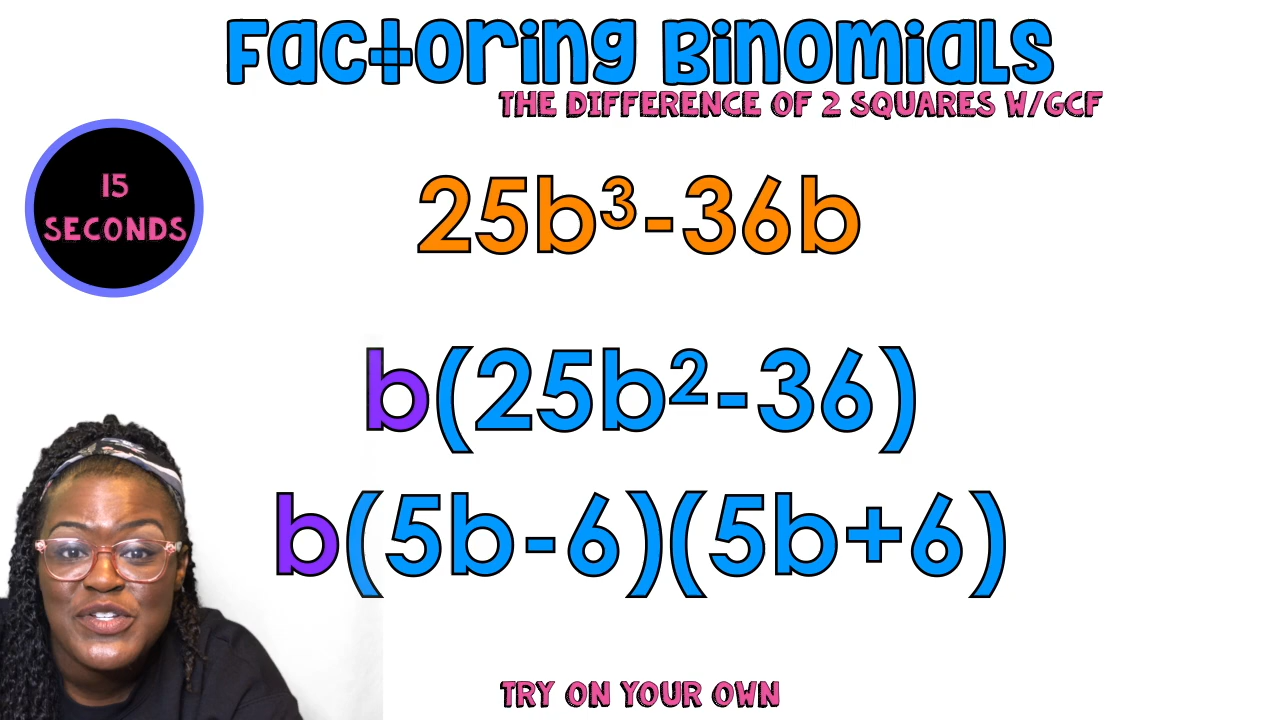 Factoring Binomials
THE DIFFERENCE OF 2 SQUARES W/GCF
15
SECONDS
25b³-36b
b(25b²-36)
b(5b-6)(5b+6)
TRY ON YOUR OWN